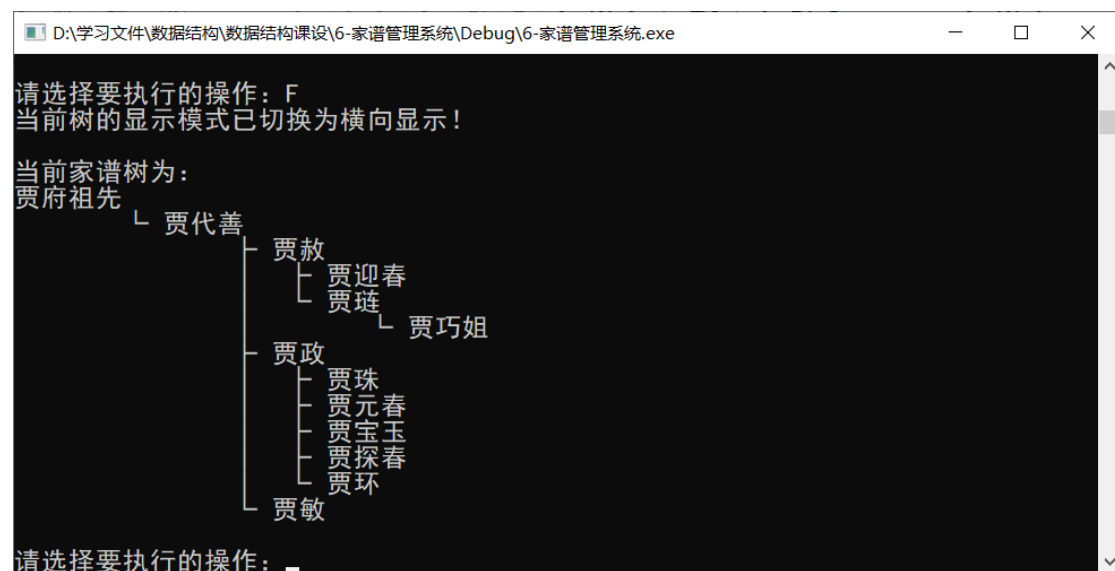 D:\学习文件\数据结构\数据结构课设\6-家谱管理系统\Debug\6-家谱管理系统.exe
请选择要执行的操作：F
当前树的显示模式已切换为横向显示！
当前家谱树为：
贾府祖先
└ 贾代善
├ 贾赦
├ 贾迎春
└ 贾琏
└ 贾巧姐
├ 贾政
├ 贾珠
├ 贾元春
├ 贾宝玉
├ 贾探春
└ 贾环
└ 贾敏
请选择要执行的操作：